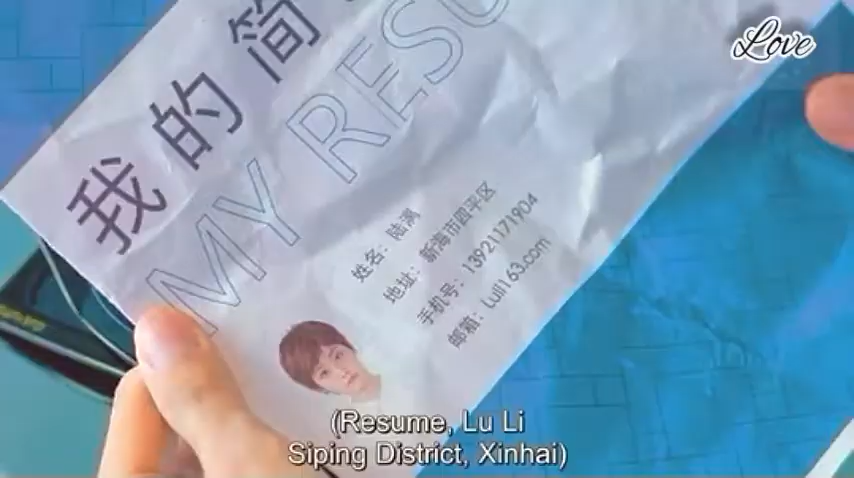 Love
我的简
MY RESU
姓名：陆漓
地址：新海市四平区
手机号：13921171904
邮箱：Luli163.com
(Resume, Lu Li
Siping District, Xinhai)